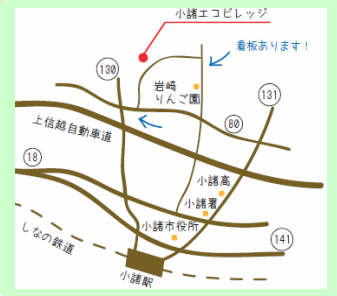 小諸エコビレッジ
看板あります!
130
岩崎
りんご園
131
上信越自動車道
80
18
小諸高
小諸署
小諸市役所
しなの鉄道
141
小諸駅